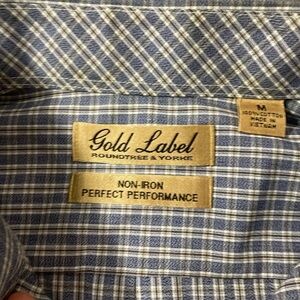 Gold Label
ROUNDTREE & YORKE
NON-IRON
PERFECT PERFORMANCE
M
100% COTTON
MADE IN
VIETNAM